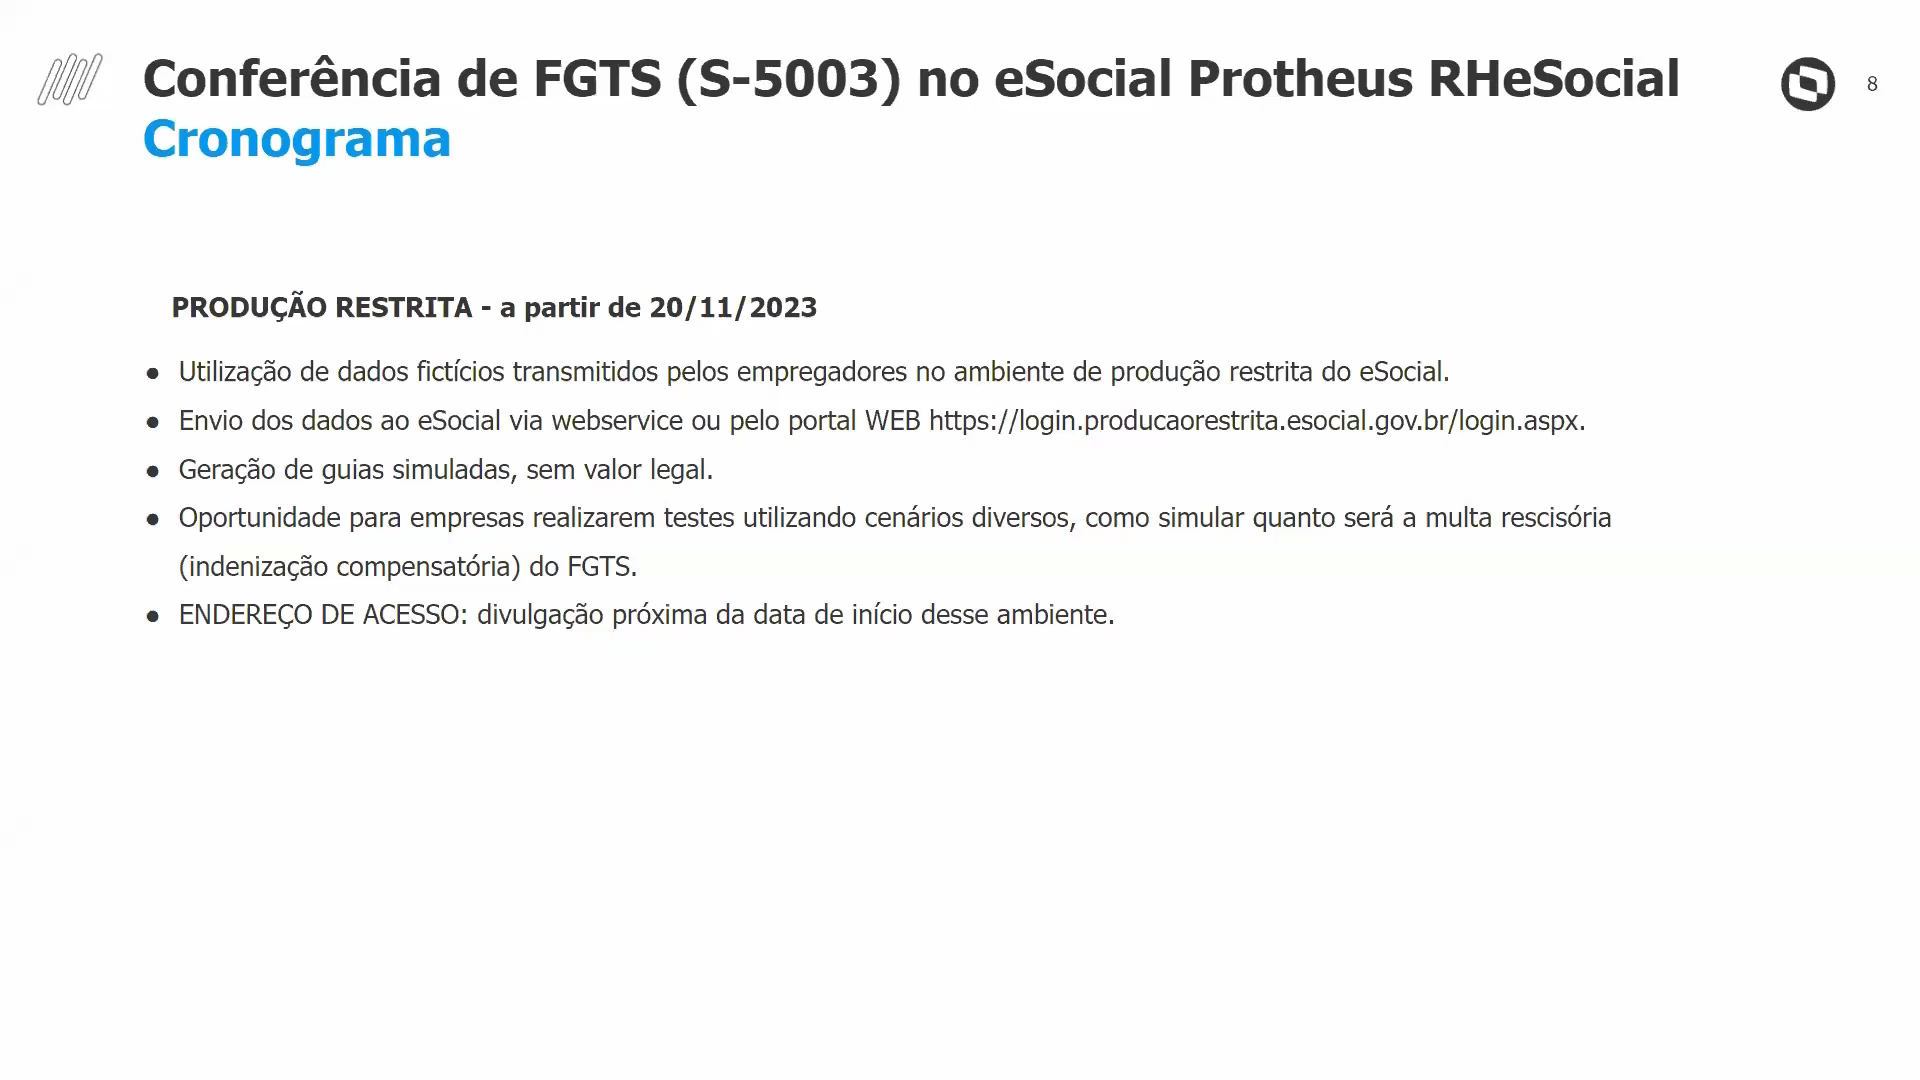 Conferência de FGTS (S-5003) no eSocial Protheus RHeSocial
8
Cronograma
PRODUÇÃO RESTRITA - a partir de 20/11/2023
● Utilização de dados fictícios transmitidos pelos empregadores no ambiente de produção restrita do eSocial.
● Envio dos dados ao eSocial via webservice ou pelo portal WEB https://login.producaorestrita.esocial.gov.br/login.aspx.
● Geração de guias simuladas, sem valor legal.
● Oportunidade para empresas realizarem testes utilizando cenários diversos, como simular quanto será a multa rescisória
(indenização compensatória) do FGTS.
● ENDEREÇO DE ACESSO: divulgação próxima da data de início desse ambiente.